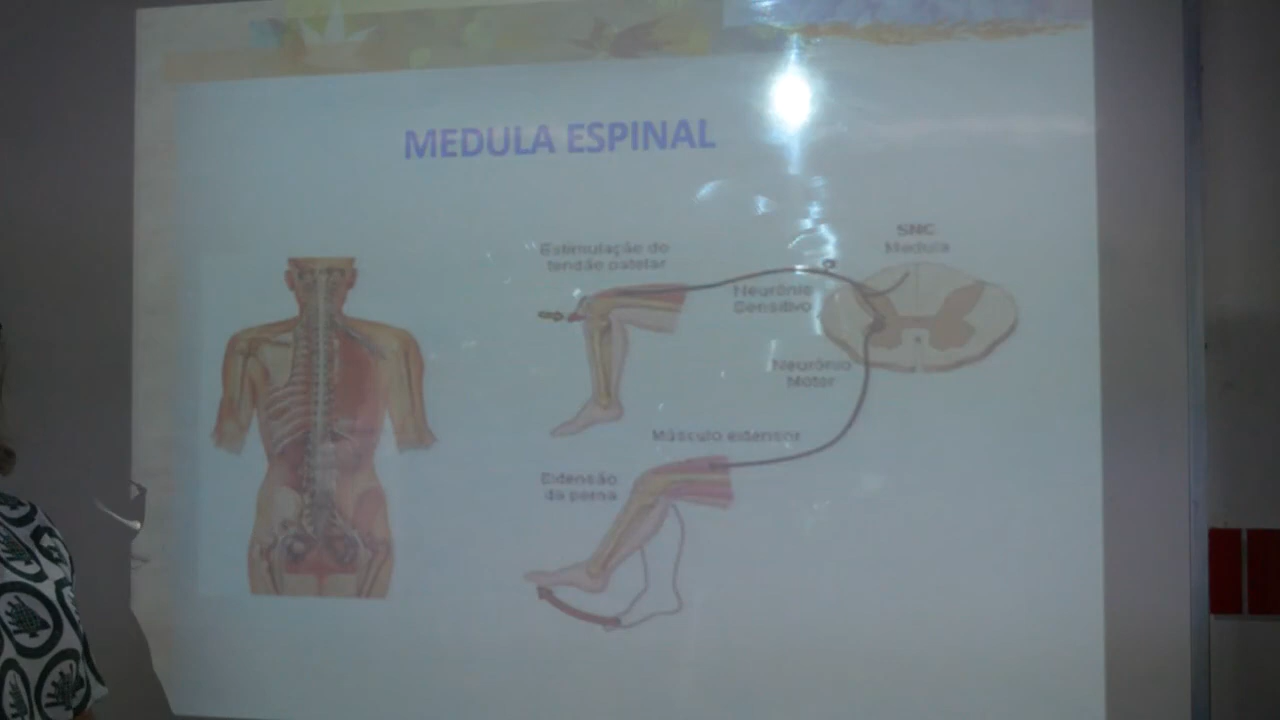 MEDULA ESPINAL
Estimulação do
tendão patelar
SNC
Medula
Neurônio
Sensitivo
Neurônio
Motor
Músculo extensor
Extensão
da perna